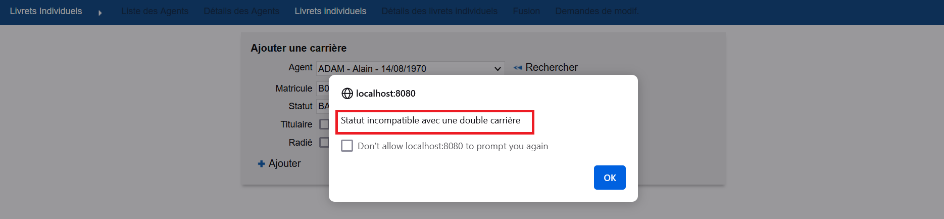 Livrets Individuels Liste des Agents Détails des Agents Livrets Individuels Détails des livrets individuels Fusion Demandes de modif.
Ajouter une carrière
Agent ADAM - Alain - 14/08/1970 Rechercher
localhost:8080
Matricule B0
Statut BA
Statut incompatible avec une double carrière
Titulaire
Radié
Don't allow localhost:8080 to prompt you again
Ajouter
OK